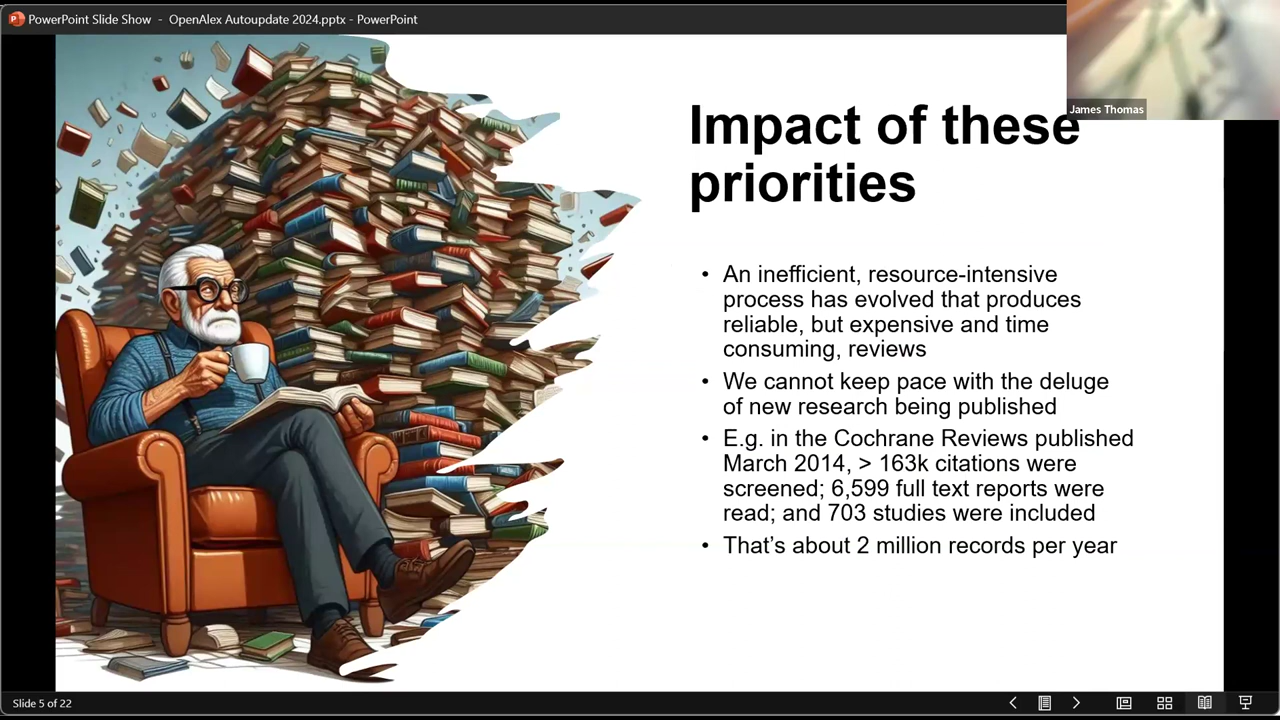 PowerPoint Slide Show - OpenAlex Autoupdate 2024.pptx - PowerPoint
James Thomas
Impact of these
priorities
• An inefficient, resource-intensive
process has evolved that produces
reliable, but expensive and time
consuming, reviews
• We cannot keep pace with the deluge
of new research being published
• E.g. in the Cochrane Reviews published
March 2014, > 163k citations were
screened; 6,599 full text reports were
read; and 703 studies were included
• That’s about 2 million records per year
Slide 5 of 22